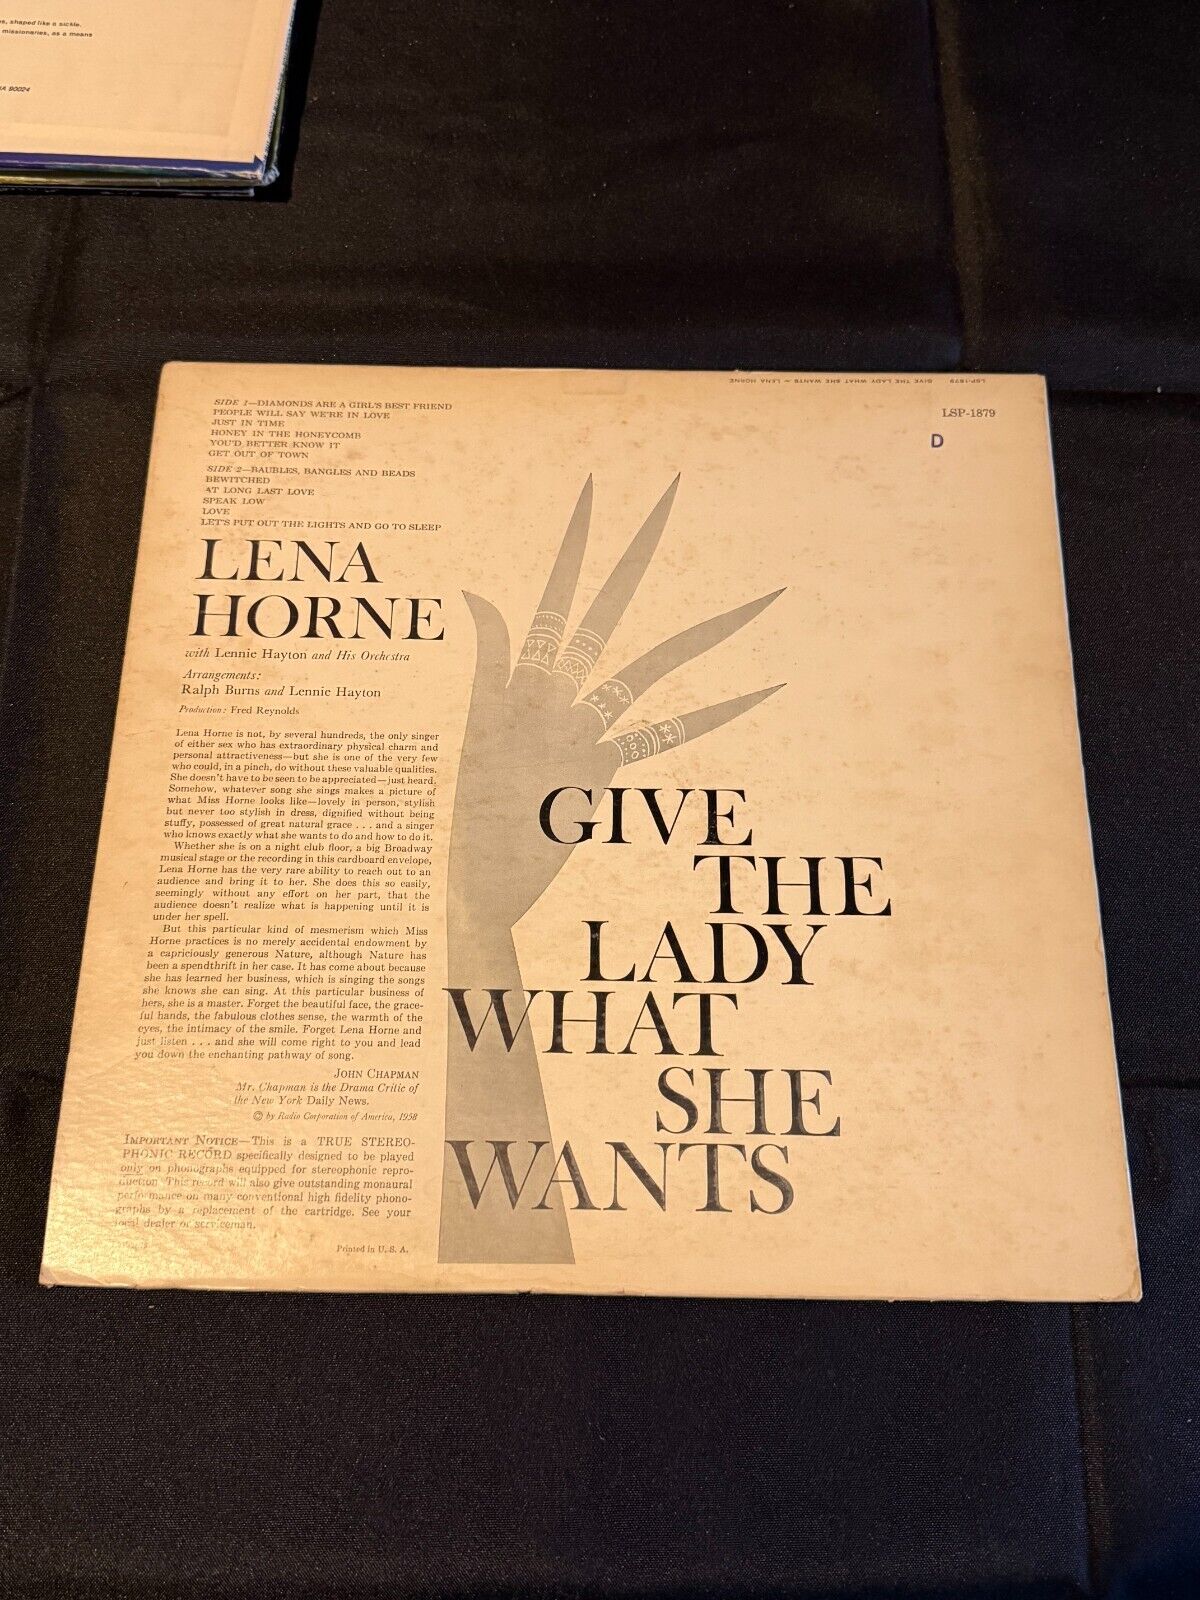 s, shaped like a sickle.
missionaries, as a means
IA 90024
LSP-1879 GIVE THE LADY WHAT SHE WANTS – LENA HORNE
LSP-1879
D
SIDE 1—DIAMONDS ARE A GIRL'S BEST FRIEND
PEOPLE WILL SAY WE'RE IN LOVE
JUST IN TIME
HONEY IN THE HONEYCOMB
YOU'D BETTER KNOW IT
GET OUT OF TOWN
SIDE 2—BAUBLES, BANGLES AND BEADS
BEWITCHED
AT LONG LAST LOVE
SPEAK LOW
LOVE
LET'S PUT OUT THE LIGHTS AND GO TO SLEEP
LENA
HORNE
with Lennie Hayton and His Orchestra
Arrangements:
Ralph Burns and Lennie Hayton
Production: Fred Reynolds
Lena Horne is not, by several hundreds, the only singer
of either sex who has extraordinary physical charm and
personal attractiveness—but she is one of the very few
who could, in a pinch, do without these valuable qualities.
She doesn't have to be seen to be appreciated—just heard.
Somehow, whatever song she sings makes a picture of
what Miss Horne looks like—lovely in person, stylish
but never too stylish in dress, dignified without being
stuffy, possessed of great natural grace . . . and a singer
who knows exactly what she wants to do and how to do it.
Whether she is on a night club floor, a big Broadway
musical stage or the recording in this cardboard envelope,
Lena Horne has the very rare ability to reach out to an
audience and bring it to her. She does this so easily,
seemingly without any effort on her part, that the
audience doesn't realize what is happening until it is
under her spell.
But this particular kind of mesmerism which Miss
Horne practices is no merely accidental endowment by
a capriciously generous Nature, although Nature has
been a spendthrift in her case. It has come about because
she has learned her business, which is singing the songs
she knows she can sing. At this particular business of
hers, she is a master. Forget the beautiful face, the grace-
ful hands, the fabulous clothes sense, the warmth of the
eyes, the intimacy of the smile. Forget Lena Horne and
just listen . . . and she will come right to you and lead
you down the enchanting pathway of song.
JOHN CHAPMAN
Mr. Chapman is the Drama Critic of
the New York Daily News.
© by Radio Corporation of America, 1958
IMPORTANT NOTICE—This is a TRUE STEREO-
PHONIC RECORD specifically designed to be played
only on phonographs equipped for stereophonic repro-
duction. This record will also give outstanding monaural
performance on many conventional high fidelity phono-
graphs by a replacement of the cartridge. See your
local dealer or serviceman.
Printed in U. S. A.
GIVE
THE
LADY
WHAT
SHE
WANTS